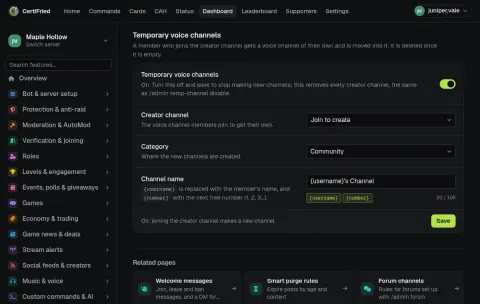 CertiFried
Home
Commands
Cards
CAH
Status
Dashboard
Leaderboard
Supporters
Settings
juniper.vale
Maple Hollow
Switch server
Search features...
Overview
Bot & server setup
Protection & anti-raid
Moderation & AutoMod
Verification & joining
Roles
Levels & engagement
Events, polls & giveaways
Games
Economy & trading
Game news & deals
Stream alerts
Social feeds & creators
Music & voice
Custom commands & AI
Temporary voice channels
A member who joins the creator channel gets a voice channel of their own and is moved into it. It is deleted once
it is empty.
Temporary voice channels
On. Turn this off and save to stop making new channels; this removes every creator channel, the same
as /admin temp-channel disable.
Creator channel
The voice channel members join to get their own.
Join to create
Category
Where the new channels are created.
Community
Channel name
{username} is replaced with the member's name, and
{number} with the next free number (1, 2, 3...).
{username}'s Channel
{username} {number}
20 / 100
On: joining the creator channel makes a new channel.
Save
Related pages
Welcome messages
Join, leave and ban
messages, and a DM for...
Smart purge rules
Expire posts by age and
content
Forum channels
Rules for forums set up
with /admin forum